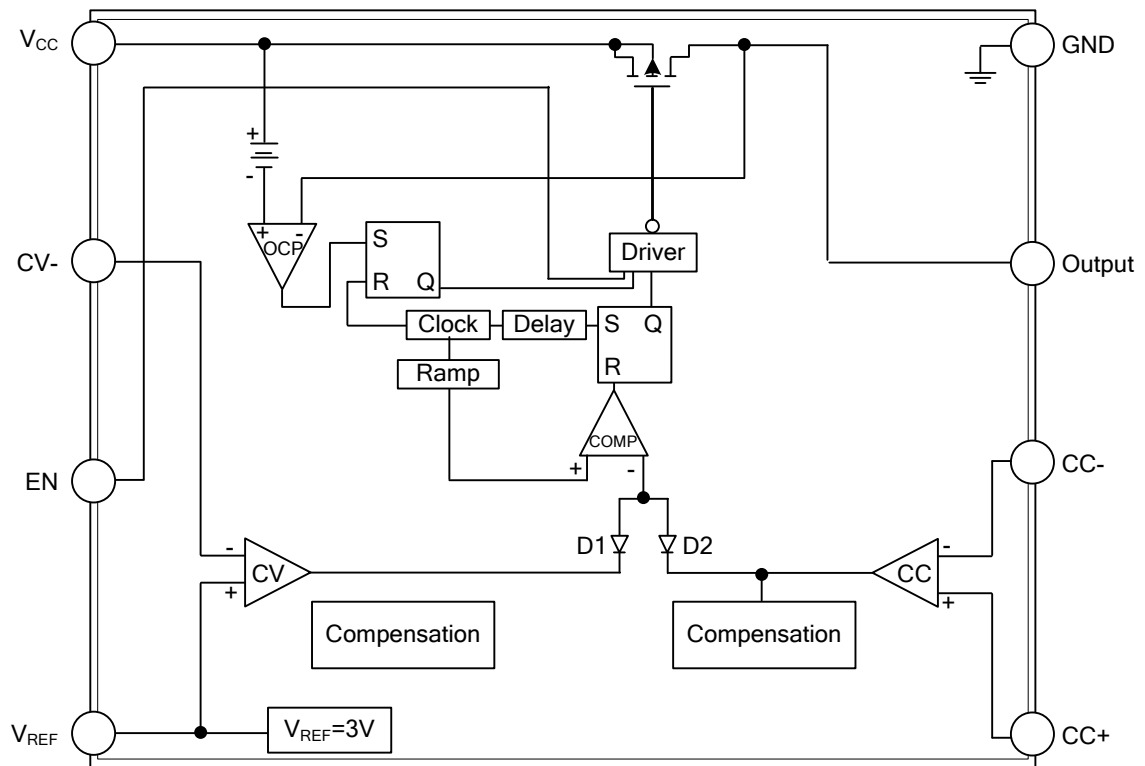 VCC
GND
+
-
+ -
OCP
S
R Q
Driver
CV-
Output
Clock
Delay
S Q
R
Ramp
COMP
+ -
EN
CC-
D1
D2
-
CV
+
-
CC
+
Compensation
Compensation
VREF
VREF=3V
CC+